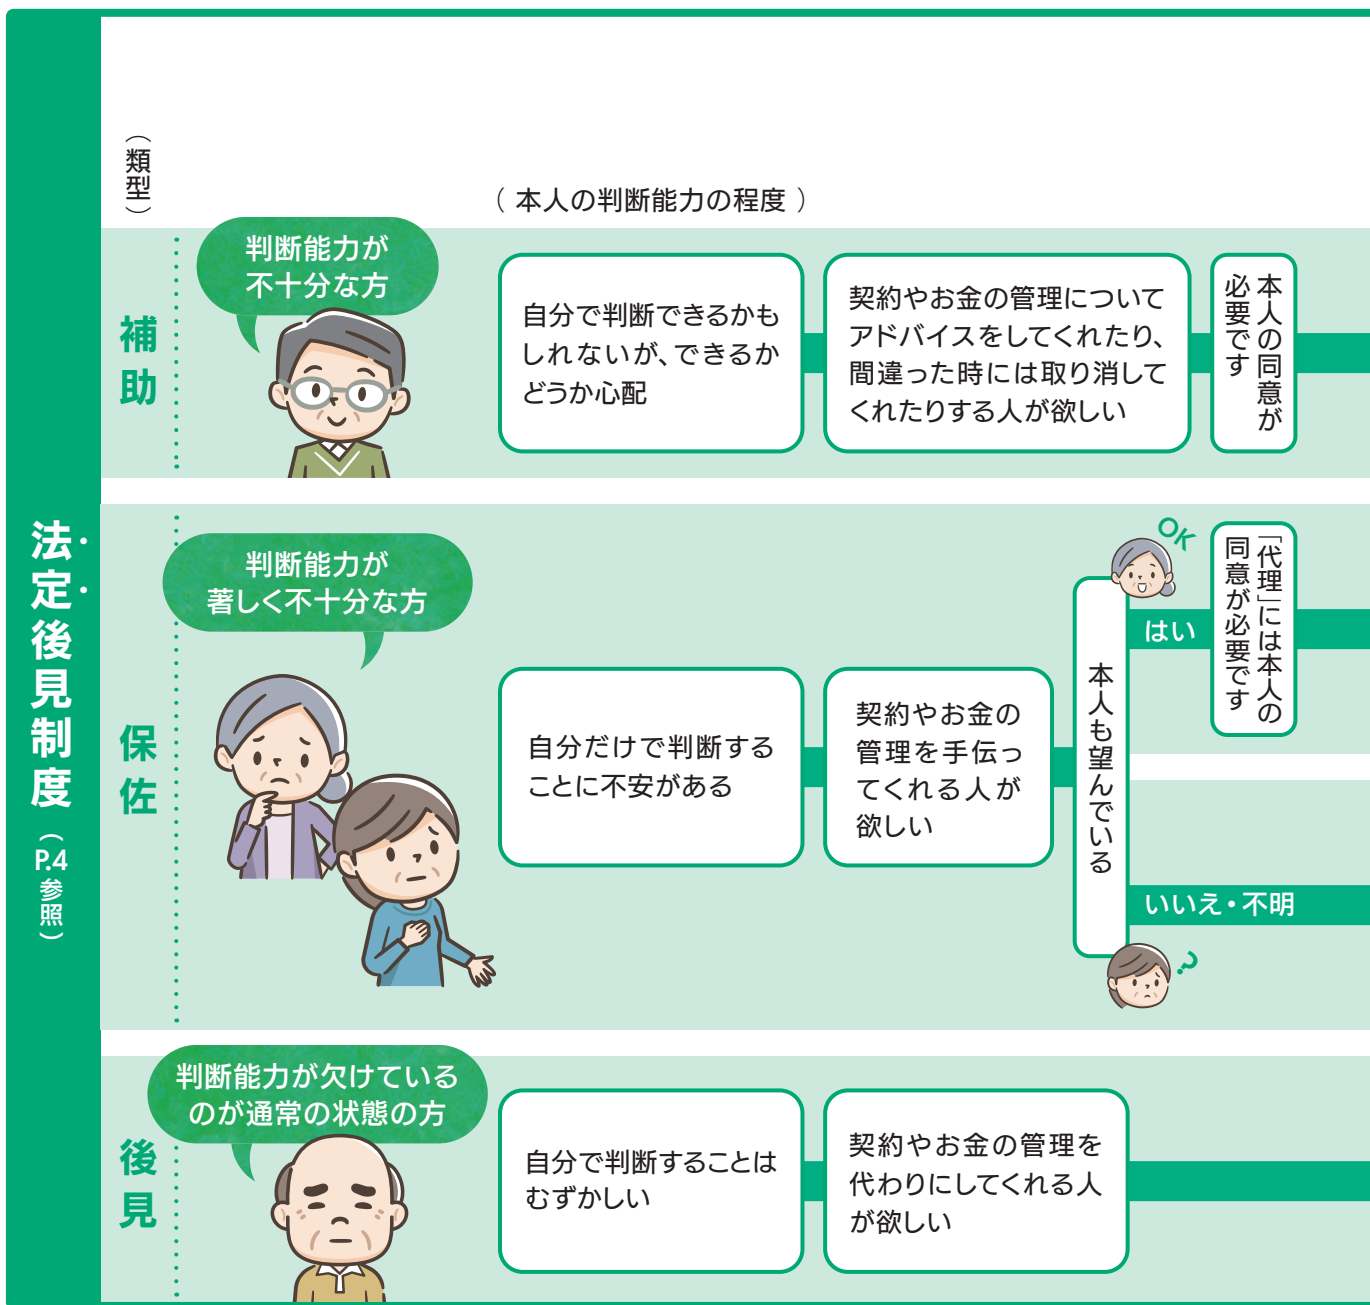 法定後見制度（P.4参照）
（類型）
（本人の判断能力の程度）
補助
判断能力が
不十分な方
自分で判断できるかも
しれないが、できるか
どうか心配
契約やお金の管理について
アドバイスをしてくれたり、
間違った時には取り消して
くれたりする人が欲しい
本人の同意が
必要です
保佐
判断能力が
著しく不十分な方
自分だけで判断する
ことに不安がある
契約やお金の
管理を手伝っ
てくれる人が
欲しい
本人も望んでいる
OK
はい
「代理」には本人の
同意が必要です
いいえ・不明
?
後見
判断能力が欠けている
のが通常の状態の方
自分で判断することは
むずかしい
契約やお金の管理を
代わりにしてくれる人
が欲しい